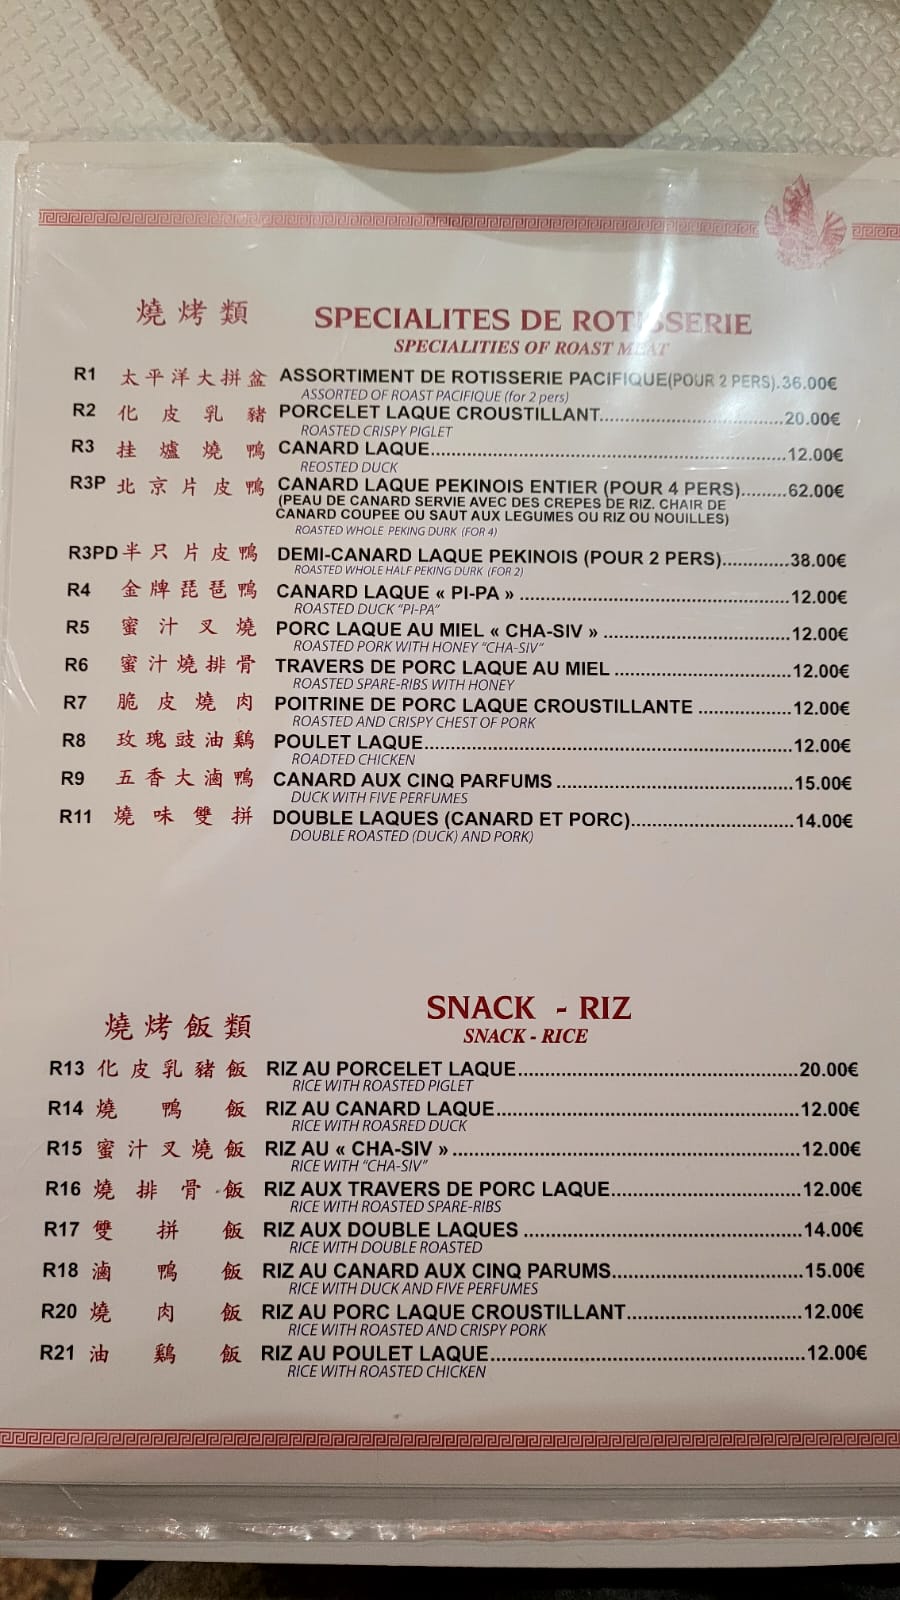 燒烤類 SPECIALITES DE ROTISSERIE
SPECIALITIES OF ROAST MEAT
R1 太平洋大拼盆 ASSORTIMENT DE ROTISSERIE PACIFIQUE(POUR 2 PERS).36.00€
ASSORTED OF ROAST PACIFIQUE (for 2 pers)
R2 化皮乳豬 PORCELET LAQUE CROUSTILLANT...............................20.00€
ROASTED CRISPY PIGLET
R3 挂爐燒鴨 CANARD LAQUE............................................................12.00€
REOSTED DUCK
R3P 北京片皮鴨 CANARD LAQUE PEKINOIS ENTIER (POUR 4 PERS).........62.00€
(PEAU DE CANARD SERVIE AVEC DES CREPES DE RIZ. CHAIR DE
CANARD COUPEE OU SAUT AUX LEGUMES OU RIZ OU NOUILLES)
ROASTED WHOLE PEKING DURK (FOR 4)
R3PD 半只片皮鴨 DEMI-CANARD LAQUE PEKINOIS (POUR 2 PERS).............38.00€
ROASTED WHOLE HALF PEKING DURK (FOR 2)
R4 金牌琵琶鴨 CANARD LAQUE « PI-PA » .............................................12.00€
ROASTED DUCK "PI-PA"
R5 蜜汁叉燒 PORC LAQUE AU MIEL « CHA-SIV » ...............................12.00€
ROASTED PORK WITH HONEY "CHA-SIV"
R6 蜜汁燒排骨 TRAVERS DE PORC LAQUE AU MIEL .............................12.00€
ROASTED SPARE-RIBS WITH HONEY
R7 脆皮燒肉 POITRINE DE PORC LAQUE CROUSTILLANTE ...............12.00€
ROASTED AND CRISPY CHEST OF PORK
R8 玫瑰豉油鷄 POULET LAQUE............................................................12.00€
ROADTED CHICKEN
R9 五香大滷鴨 CANARD AUX CINQ PARFUMS .......................................15.00€
DUCK WITH FIVE PERFUMES
R11 燒味雙拼 DOUBLE LAQUES (CANARD ET PORC)..........................14.00€
DOUBLE ROASTED (DUCK) AND PORK)
燒烤飯類 SNACK - RIZ
SNACK - RICE
R13 化皮乳豬飯 RIZ AU PORCELET LAQUE.............................................20.00€
RICE WITH ROASTED PIGLET
R14 燒鴨飯 RIZ AU CANARD LAQUE.................................................12.00€
RICE WITH ROASRED DUCK
R15 蜜汁叉燒飯 RIZ AU « CHA-SIV » ........................................................12.00€
RICE WITH "CHA-SIV"
R16 燒排骨飯 RIZ AUX TRAVERS DE PORC LAQUE...............................12.00€
RICE WITH ROASTED SPARE-RIBS
R17 雙拼飯 RIZ AUX DOUBLE LAQUES .............................................14.00€
RICE WITH DOUBLE ROASTED
R18 滷鴨飯 RIZ AU CANARD AUX CINQ PARUMS...............................15.00€
RICE WITH DUCK AND FIVE PERFUMES
R20 燒肉飯 RIZ AU PORC LAQUE CROUSTILLANT.............................12.00€
RICE WITH ROASTED AND CRISPY PORK
R21 油鷄飯 RIZ AU POULET LAQUE..................................................12.00€
RICE WITH ROASTED CHICKEN